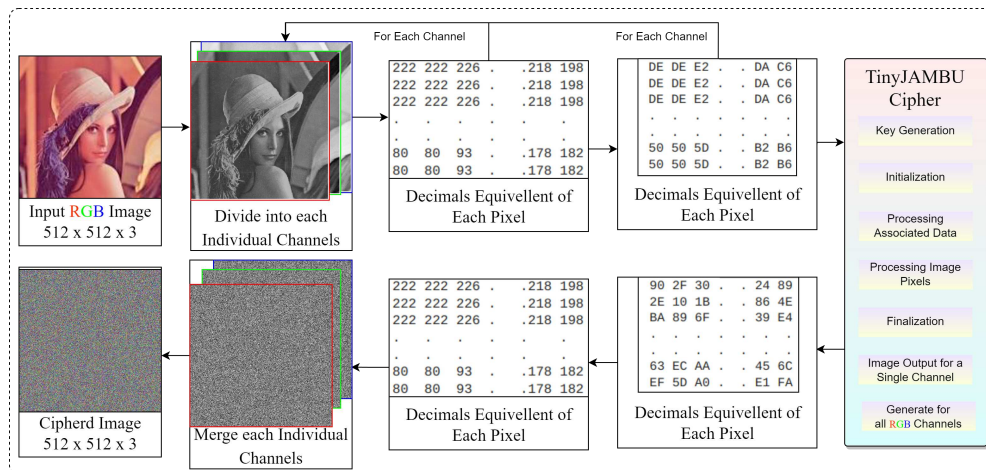 For Each Channel
For Each Channel
Input RGB Image
512 x 512 x 3
Divide into each
Individual Channels
222 222 226 . .218 198
222 222 226 . .218 198
222 222 226 . .218 198
. . . . . .
. . . . . .
80 80 93 . .178 182
80 80 93 . .178 182
Decimals Equivellent of
Each Pixel
DE DE E2 . . DA C6
DE DE E2 . . DA C6
DE DE E2 . . DA C6
. . . . . . .
. . . . . . .
50 50 5D . . B2 B6
50 50 5D . . B2 B6
Decimals Equivellent of
Each Pixel
TinyJAMBU
Cipher
Key Generation
Initialization
Processing
Associated Data
Processing Image
Pixels
Finalization
Image Output for a
Single Channel
Generate for
all RGB Channels
90 2F 30 . . 24 89
2E 10 1B . . 86 4E
BA 89 6F . . 39 E4
. . . . . . .
. . . . . . .
63 EC AA . . 45 6C
EF 5D A0 . . E1 FA
Decimals Equivellent of
Each Pixel
222 222 226 . .218 198
222 222 226 . .218 198
222 222 226 . .218 198
. . . . . .
. . . . . .
80 80 93 . .178 182
80 80 93 . .178 182
Decimals Equivellent of
Each Pixel
Merge each Individual
Channels
Cipherd Image
512 x 512 x 3